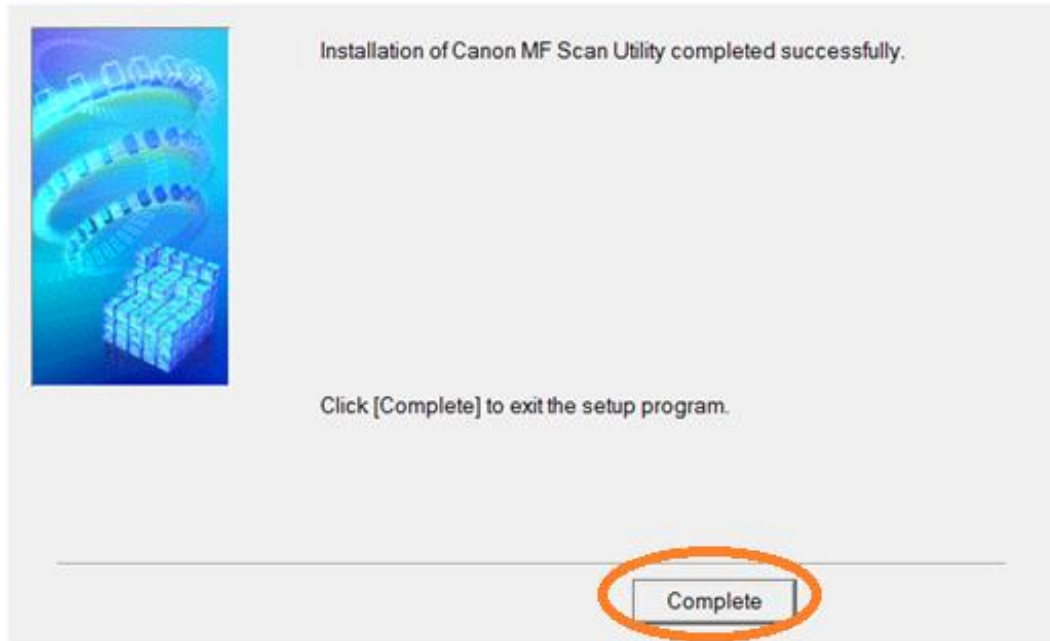 Installation of Canon MF Scan Utility completed successfully.
Click [Complete] to exit the setup program.
Complete